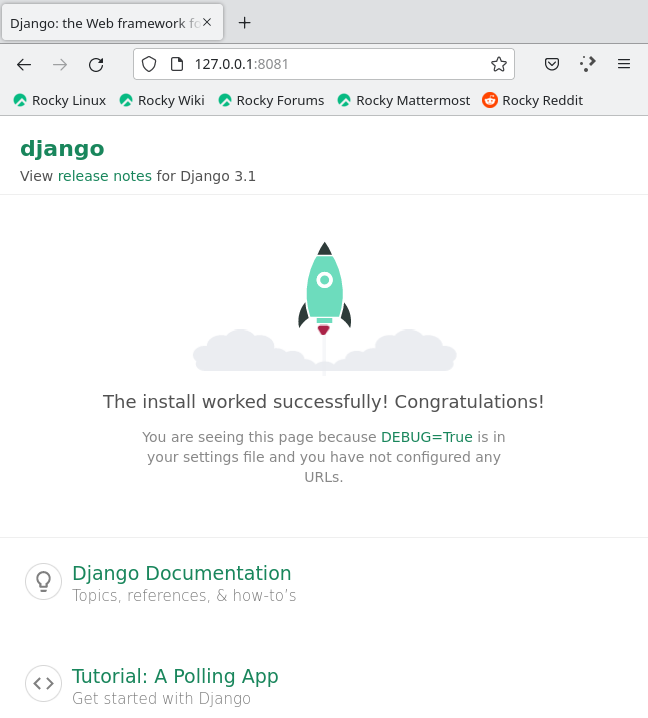 Django: the Web framework fo
127.0.0.1:8081
Rocky Linux Rocky Wiki Rocky Forums Rocky Mattermost Rocky Reddit
django
View release notes for Django 3.1
The install worked successfully! Congratulations!
You are seeing this page because DEBUG=True is in
your settings file and you have not configured any
URLs.
Django Documentation
Topics, references, & how-to’s
Tutorial: A Polling App
Get started with Django